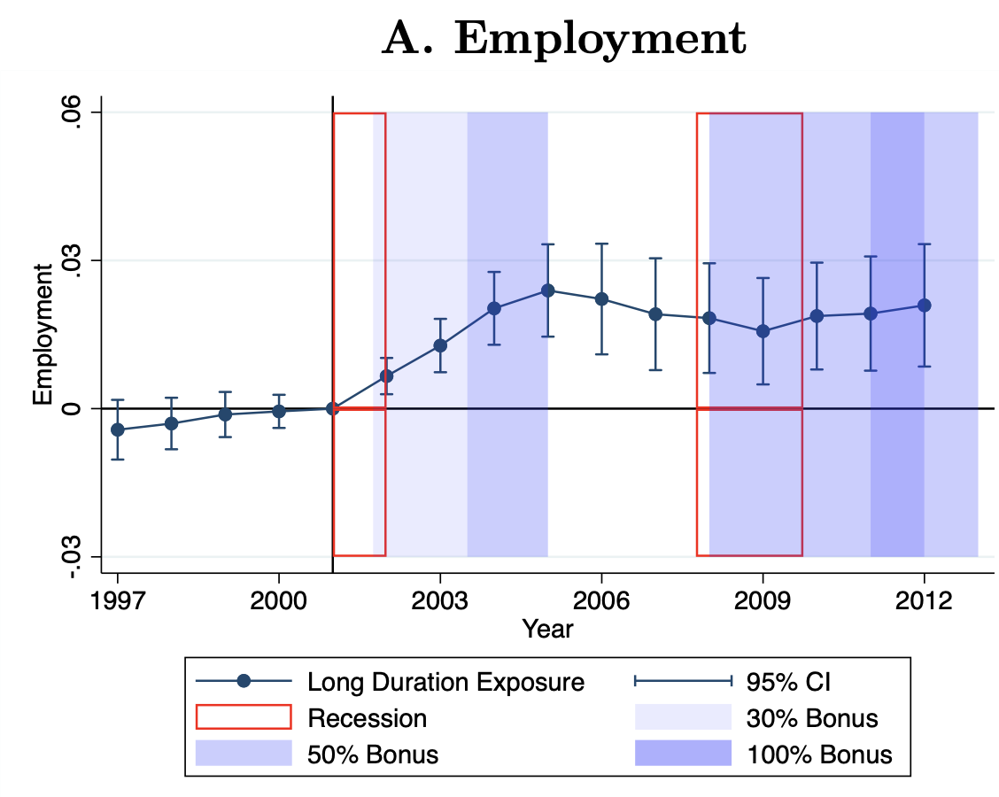 A. Employment
.06
.03
0
-.03
Employment
1997 2000 2003 2006 2009 2012
Year
Long Duration Exposure 95% CI
Recession 30% Bonus
50% Bonus 100% Bonus